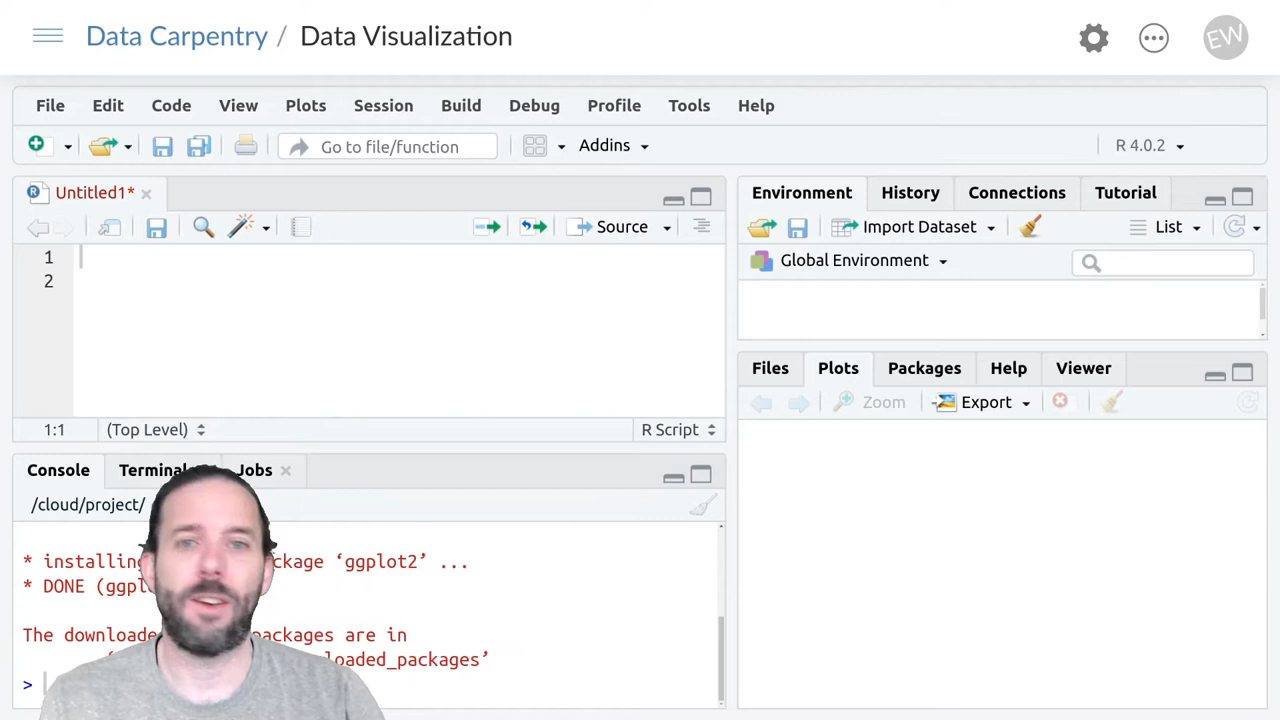 Data Carpentry / Data Visualization
EW
File Edit Code View Plots Session Build Debug Profile Tools Help
Go to file/function
Addins
R 4.0.2
Untitled1*
Source
1
2
1:1 (Top Level) R Script
Console Terminal Jobs
/cloud/project/
* installing ckage ‘ggplot2’ ...
* DONE (ggpl
The downloade packages are in
loaded_packages’
>
Environment History Connections Tutorial
Import Dataset
List
Global Environment
Files Plots Packages Help Viewer
Zoom Export